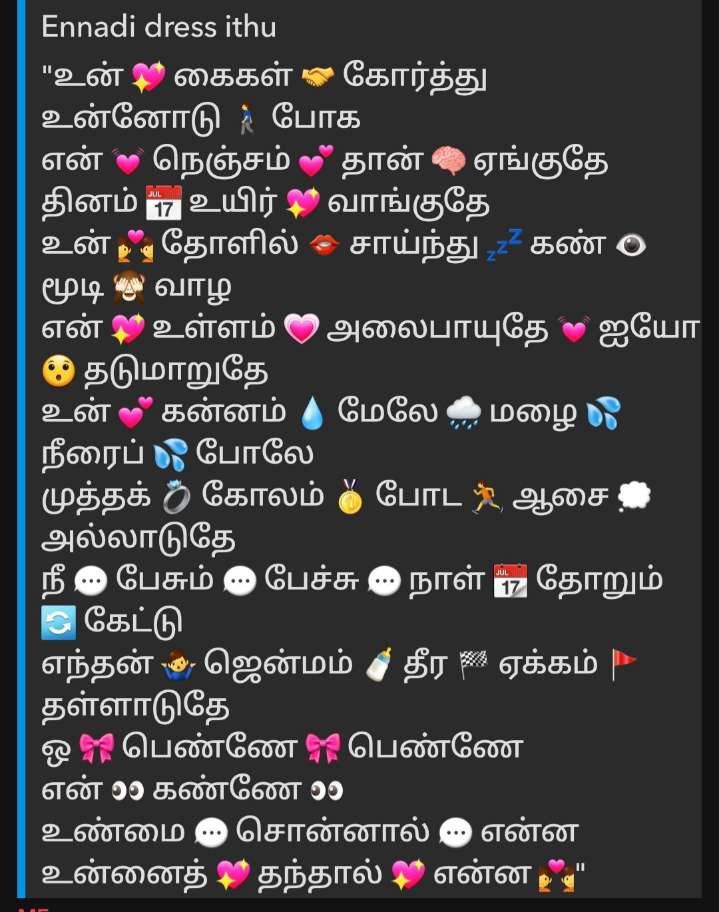 Ennadi dress ithu
"உன் 💖 கைகள் 🤝 கோர்த்து
உன்னோடு 🚶 போக
என் 💓 நெஞ்சம் 💕 தான் 🧠 ஏங்குதே
தினம் 📅 உயிர் 💖 வாங்குதே
உன் 💏 தோளில் 👄 சாய்ந்து 💤 கண் 👁
மூடி 🙈 வாழ
என் 💖 உள்ளம் 💗 அலைபாயுதே 💓 ஐயோ
😯 தடுமாறுதே
உன் 💕 கன்னம் 💧 மேலே 🌧 மழை 💦
நீரைப் 💦 போலே
முத்தக் 💍 கோலம் 🏅 போட 🏃 ஆசை 💭
அல்லாடுதே
நீ 💬 பேசும் 💬 பேச்சு 💬 நாள் 📆 தோறும்
🔄 கேட்டு
எந்தன் 🤷 ஜென்மம் 🍼 தீர 🏁 ஏக்கம் 🚩
தள்ளாடுதே
ஒ 🎀 பெண்ணே 🎀 பெண்ணே
என் 👀 கண்ணே 👀
உண்மை 💬 சொன்னால் 💬 என்ன
உன்னைத் 💖 தந்தால் 💖 என்ன 💏"